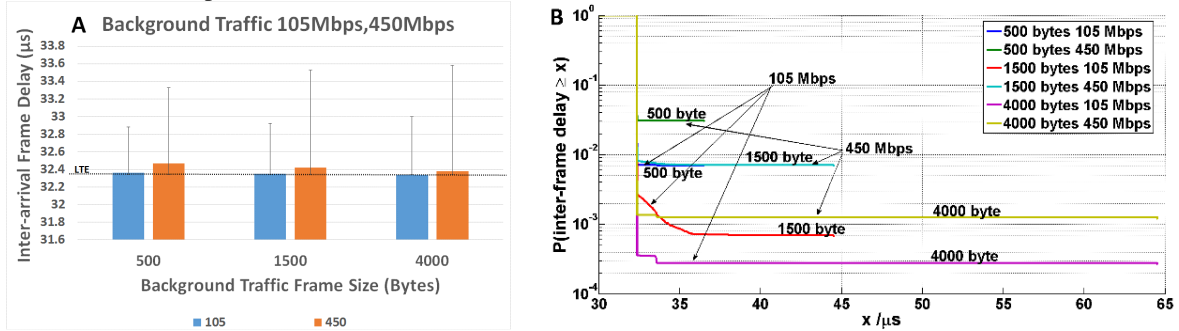 A Background Traffic 105Mbps,450Mbps
Inter-arrival Frame Delay (µs)
33.8
33.6
33.4
33.2
33
32.8
32.6
32.4
32.2
32
31.8
31.6
LTE
500 1500 4000
Background Traffic Frame Size (Bytes)
105 450
B
P(inter-frame delay ≥ x)
10^0
10^-1
10^-2
10^-3
10^-4
500 bytes 105 Mbps
500 bytes 450 Mbps
1500 bytes 105 Mbps
1500 bytes 450 Mbps
4000 bytes 105 Mbps
4000 bytes 450 Mbps
105 Mbps
500 byte
450 Mbps
1500 byte
500 byte
4000 byte
1500 byte
4000 byte
30 35 40 45 50 55 60 65
x /µs